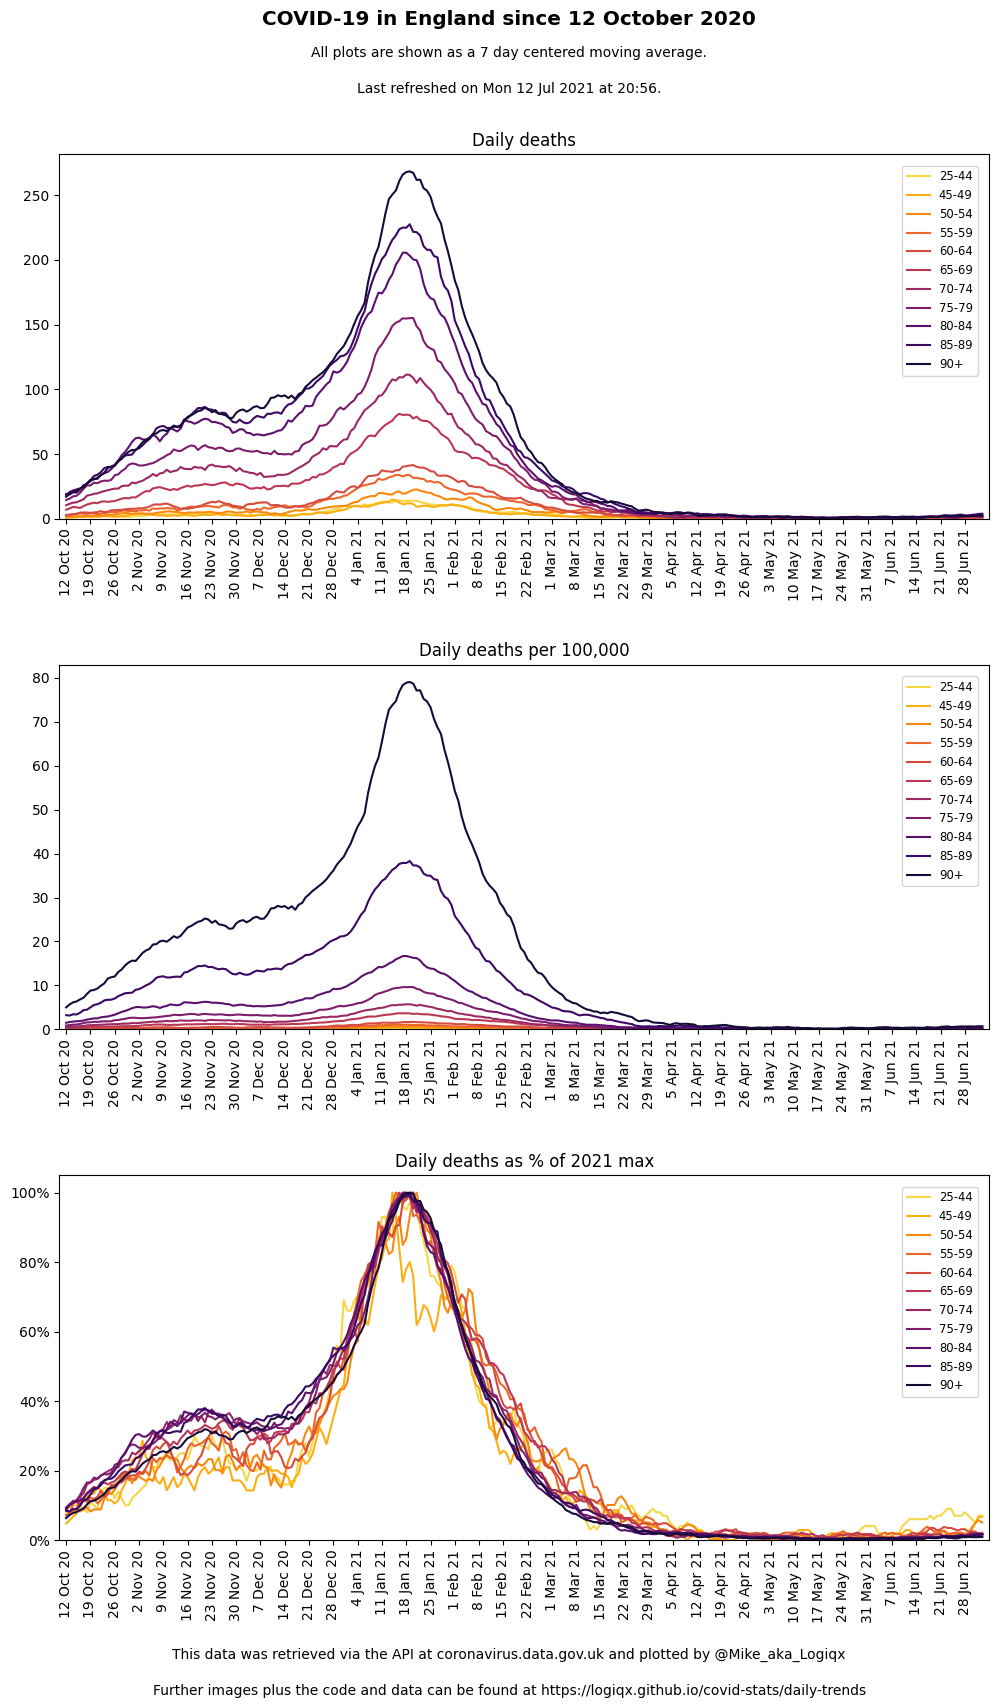 COVID-19 in England since 12 October 2020
All plots are shown as a 7 day centered moving average.
Last refreshed on Mon 12 Jul 2021 at 20:56.
Daily deaths
250
200
150
100
50
0
25-44
45-49
50-54
55-59
60-64
65-69
70-74
75-79
80-84
85-89
90+
12 Oct 20
19 Oct 20
26 Oct 20
2 Nov 20
9 Nov 20
16 Nov 20
23 Nov 20
30 Nov 20
7 Dec 20
14 Dec 20
21 Dec 20
28 Dec 20
4 Jan 21
11 Jan 21
18 Jan 21
25 Jan 21
1 Feb 21
8 Feb 21
15 Feb 21
22 Feb 21
1 Mar 21
8 Mar 21
15 Mar 21
22 Mar 21
29 Mar 21
5 Apr 21
12 Apr 21
19 Apr 21
26 Apr 21
3 May 21
10 May 21
17 May 21
24 May 21
31 May 21
7 Jun 21
14 Jun 21
21 Jun 21
28 Jun 21
Daily deaths per 100,000
80
70
60
50
40
30
20
10
0
25-44
45-49
50-54
55-59
60-64
65-69
70-74
75-79
80-84
85-89
90+
12 Oct 20
19 Oct 20
26 Oct 20
2 Nov 20
9 Nov 20
16 Nov 20
23 Nov 20
30 Nov 20
7 Dec 20
14 Dec 20
21 Dec 20
28 Dec 20
4 Jan 21
11 Jan 21
18 Jan 21
25 Jan 21
1 Feb 21
8 Feb 21
15 Feb 21
22 Feb 21
1 Mar 21
8 Mar 21
15 Mar 21
22 Mar 21
29 Mar 21
5 Apr 21
12 Apr 21
19 Apr 21
26 Apr 21
3 May 21
10 May 21
17 May 21
24 May 21
31 May 21
7 Jun 21
14 Jun 21
21 Jun 21
28 Jun 21
Daily deaths as % of 2021 max
100%
80%
60%
40%
20%
0%
25-44
45-49
50-54
55-59
60-64
65-69
70-74
75-79
80-84
85-89
90+
12 Oct 20
19 Oct 20
26 Oct 20
2 Nov 20
9 Nov 20
16 Nov 20
23 Nov 20
30 Nov 20
7 Dec 20
14 Dec 20
21 Dec 20
28 Dec 20
4 Jan 21
11 Jan 21
18 Jan 21
25 Jan 21
1 Feb 21
8 Feb 21
15 Feb 21
22 Feb 21
1 Mar 21
8 Mar 21
15 Mar 21
22 Mar 21
29 Mar 21
5 Apr 21
12 Apr 21
19 Apr 21
26 Apr 21
3 May 21
10 May 21
17 May 21
24 May 21
31 May 21
7 Jun 21
14 Jun 21
21 Jun 21
28 Jun 21
This data was retrieved via the API at coronavirus.data.gov.uk and plotted by @Mike_aka_Logiqx
Further images plus the code and data can be found at https://logiqx.github.io/covid-stats/daily-trends